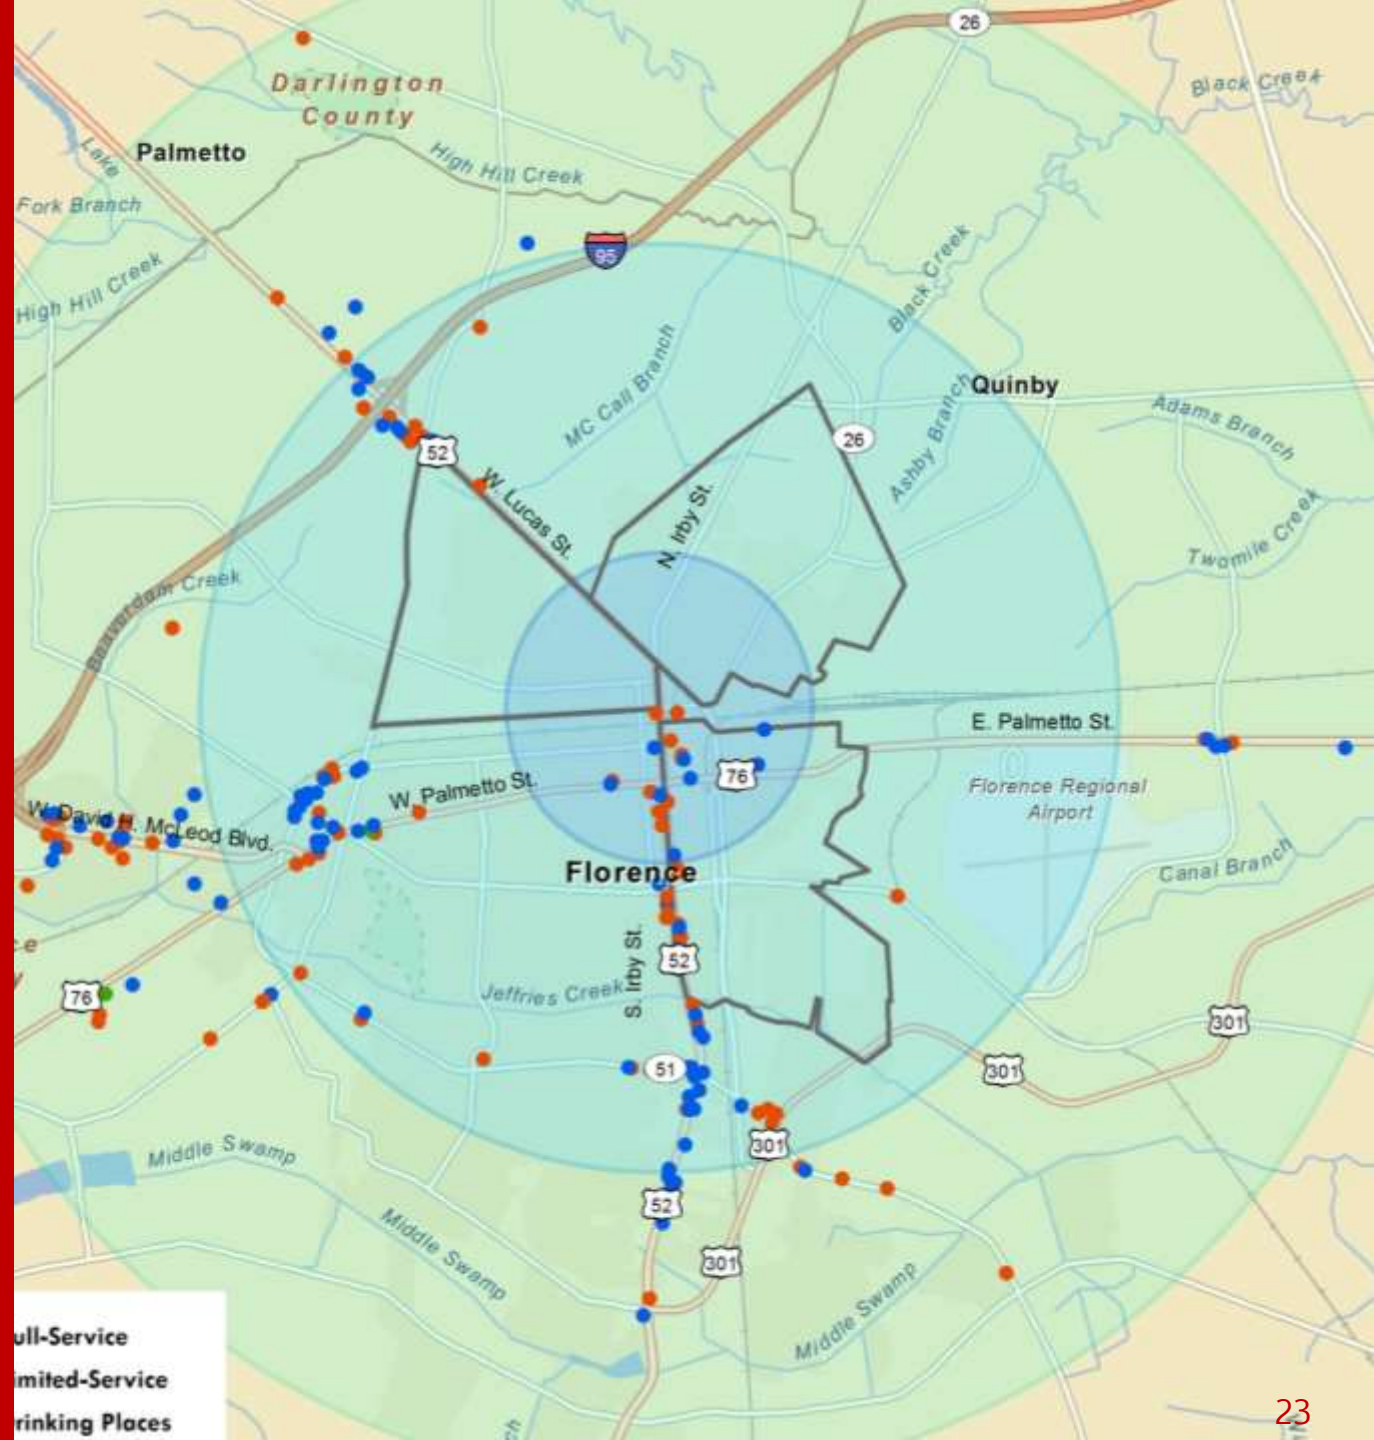 26
Black Creek
Darlington
County
Palmetto
Lake
High Hill Creek
Fork Branch
95
Black Creek
High Hill Creek
MC Call Branch
Quinby
Ashby Branch
Adams Branch
26
52
W. Lucas St.
N. Irby St.
Twomile Creek
Beaverdam Creek
E. Palmetto St.
76
W. Palmetto St.
Florence Regional
Airport
W. David H. McLeod Blvd.
Florence
Canal Branch
ce
y
S. Irby St.
52
76
Jeffries Creek
301
51
301
301
Middle Swamp
52
Middle Swamp
301
Middle Swamp
ull-Service
imited-Service
rinking Places
ch
23